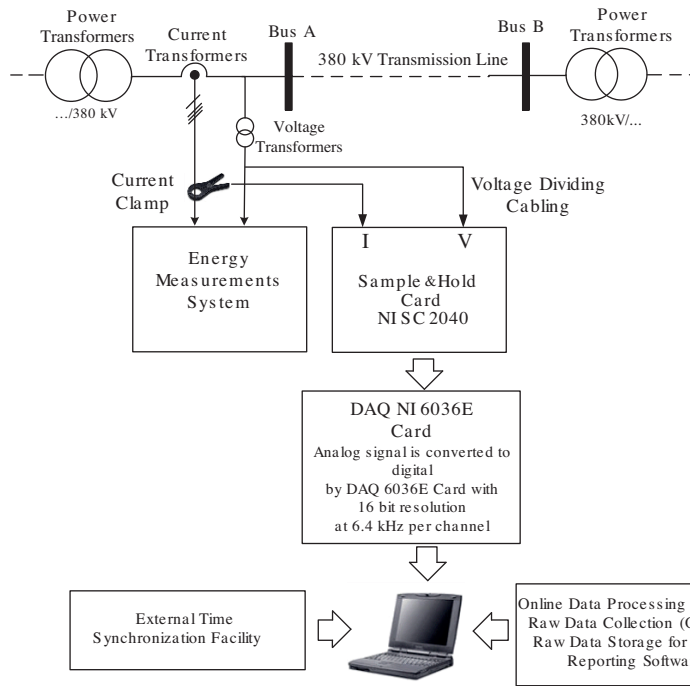 Power
Transformers
Current
Transformers
Bus A
380 kV Transmission Line
Bus B
Power
Transformers
.../380 kV
380kV/...
Voltage
Transformers
Current
Clamp
Voltage Dividing
Cabling
Energy
Measurements
System
I V
Sample &Hold
Card
NI SC 2040
DAQ NI 6036E
Card
Analog signal is converted to
digital
by DAQ 6036E Card with
16 bit resolution
at 6.4 kHz per channel
External Time
Synchronization Facility
Online Data Processing
Raw Data Collection
Raw Data Storage for
Reporting